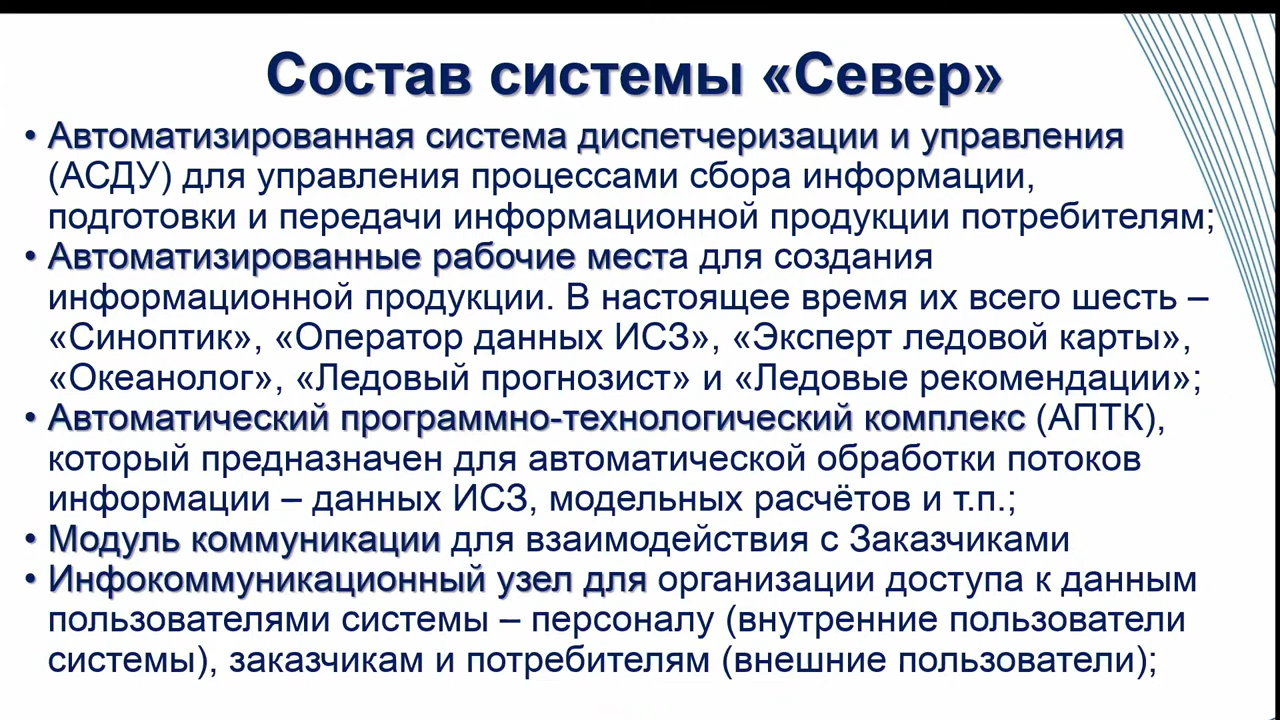 Состав системы «Север»
• Автоматизированная система диспетчеризации и управления
(АСДУ) для управления процессами сбора информации,
подготовки и передачи информационной продукции потребителям;
• Автоматизированные рабочие места для создания
информационной продукции. В настоящее время их всего шесть –
«Синоптик», «Оператор данных ИСЗ», «Эксперт ледовой карты»,
«Океанолог», «Ледовый прогнозист» и «Ледовые рекомендации»;
• Автоматический программно-технологический комплекс (АПТК),
который предназначен для автоматической обработки потоков
информации – данных ИСЗ, модельных расчётов и т.п.;
• Модуль коммуникации для взаимодействия с Заказчиками
• Инфокоммуникационный узел для организации доступа к данным
пользователями системы – персоналу (внутренние пользователи
системы), заказчикам и потребителям (внешние пользователи);